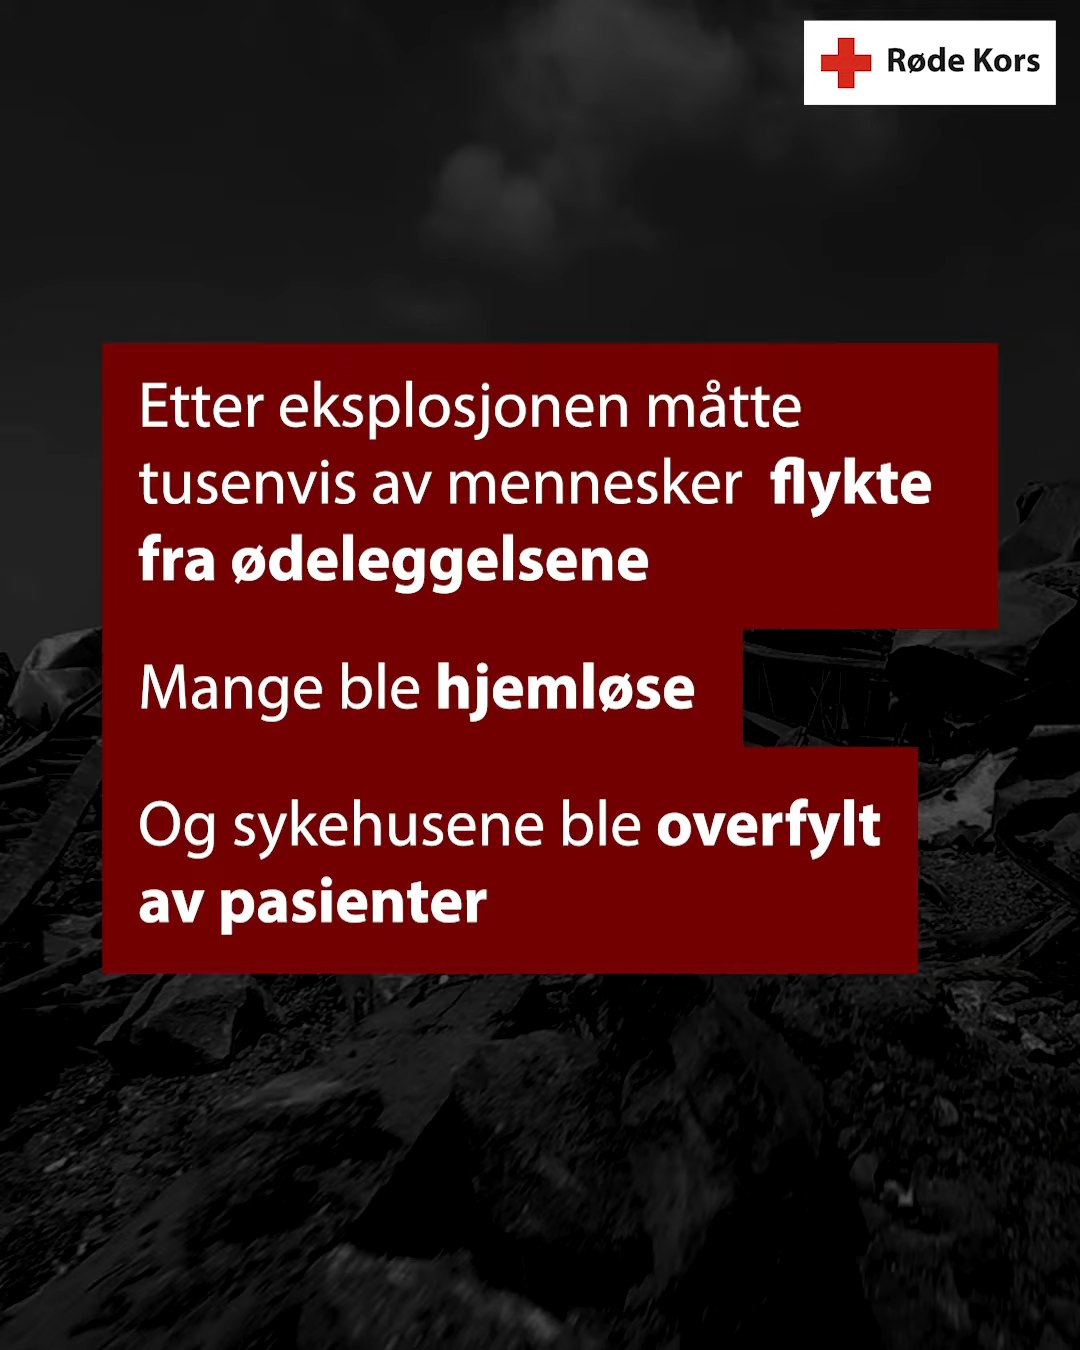 Røde Kors
Etter eksplosjonen måtte
tusenvis av mennesker flykte
fra ødeleggelsene
Mange ble hjemløse
Og sykehusene ble overfylt
av pasienter